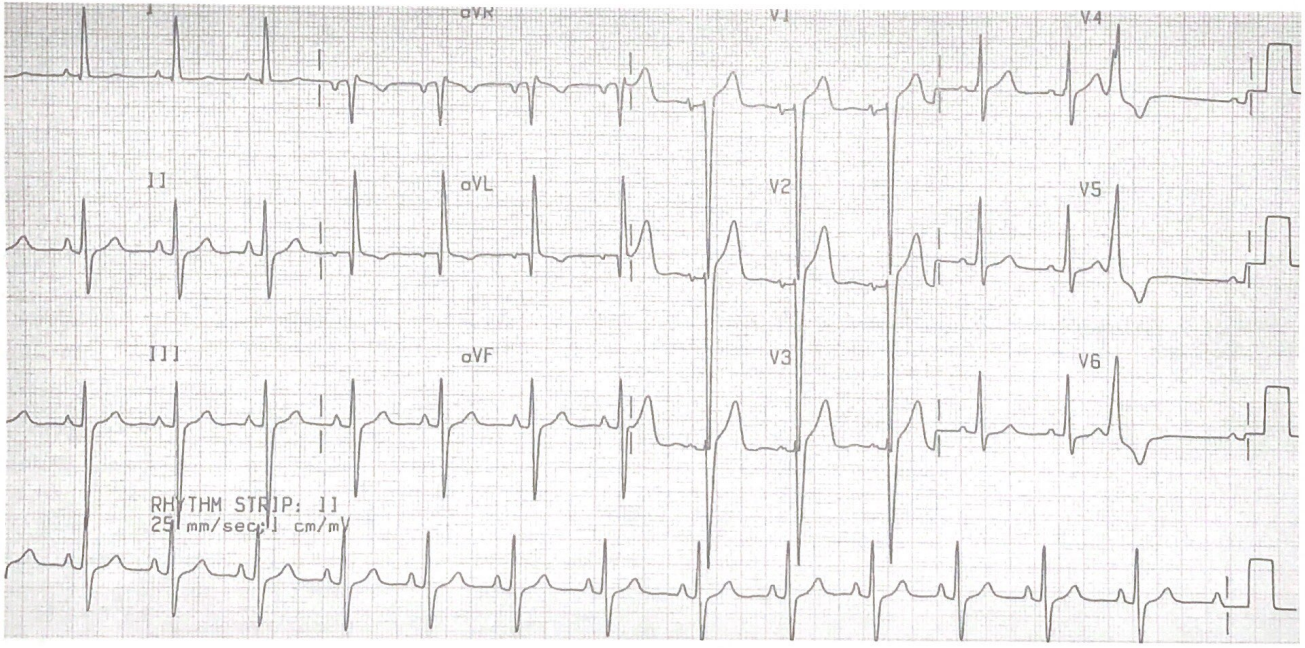 I aVR V1 V4
II aVL V2 V5
III aVF V3 V6
RHYTHM STRIP: II
25 mm/sec;1 cm/mV